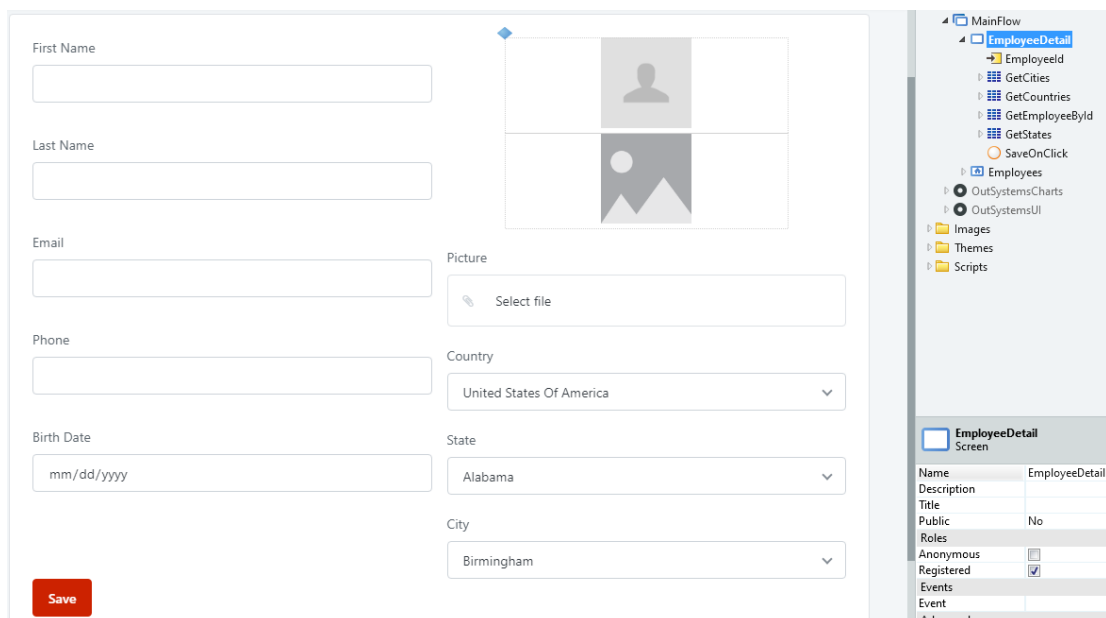 First Name
Last Name
Email
Phone
Birth Date
mm/dd/yyyy
Save
Picture
Select file
Country
United States Of America
State
Alabama
City
Birmingham
MainFlow
EmployeeDetail
EmployeeId
GetCities
GetCountries
GetEmployeeById
GetStates
SaveOnClick
Employees
OutSystemsCharts
OutSystemsUI
Images
Themes
Scripts
EmployeeDetail
Screen
Name EmployeeDetail
Description
Title
Public No
Roles
Anonymous
Registered
Events
Event